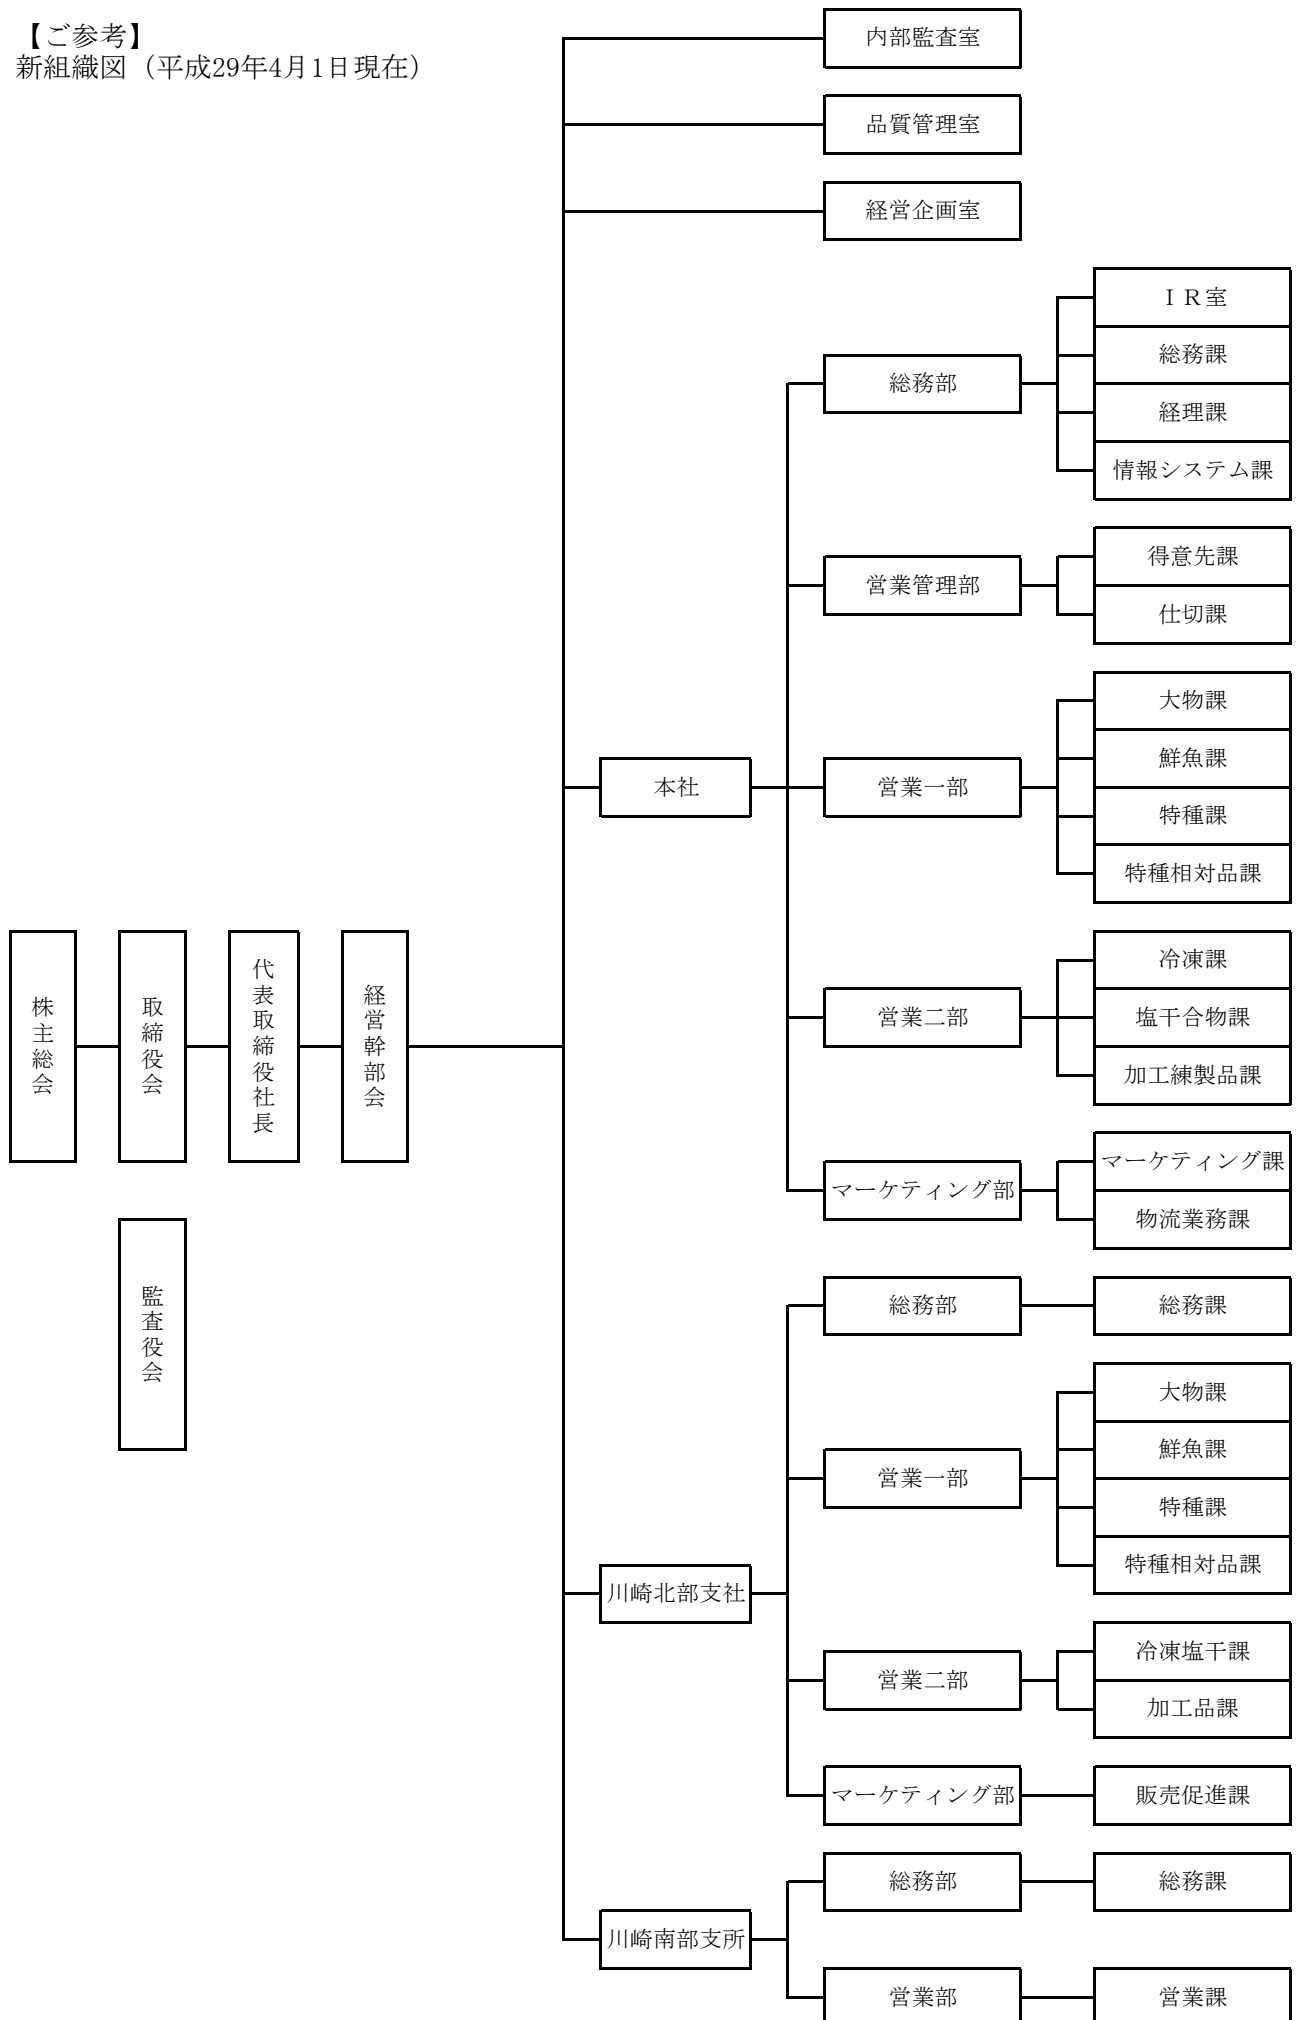 【ご参考】
新組織図（平成29年4月1日現在）
内部監査室
品質管理室
経営企画室
ＩＲ室
総務課
総務部
経理課
情報システム課
得意先課
営業管理部
仕切課
大物課
鮮魚課
本社
営業一部
特種課
特種相対品課
株主総会
取締役会
代表取締役社長
経営幹部会
冷凍課
営業二部
塩干合物課
加工練製品課
マーケティング課
マーケティング部
物流業務課
監査役会
総務部
総務課
大物課
鮮魚課
営業一部
特種課
特種相対品課
川崎北部支社
冷凍塩干課
営業二部
加工品課
マーケティング部
販売促進課
総務部
総務課
川崎南部支所
営業部
営業課